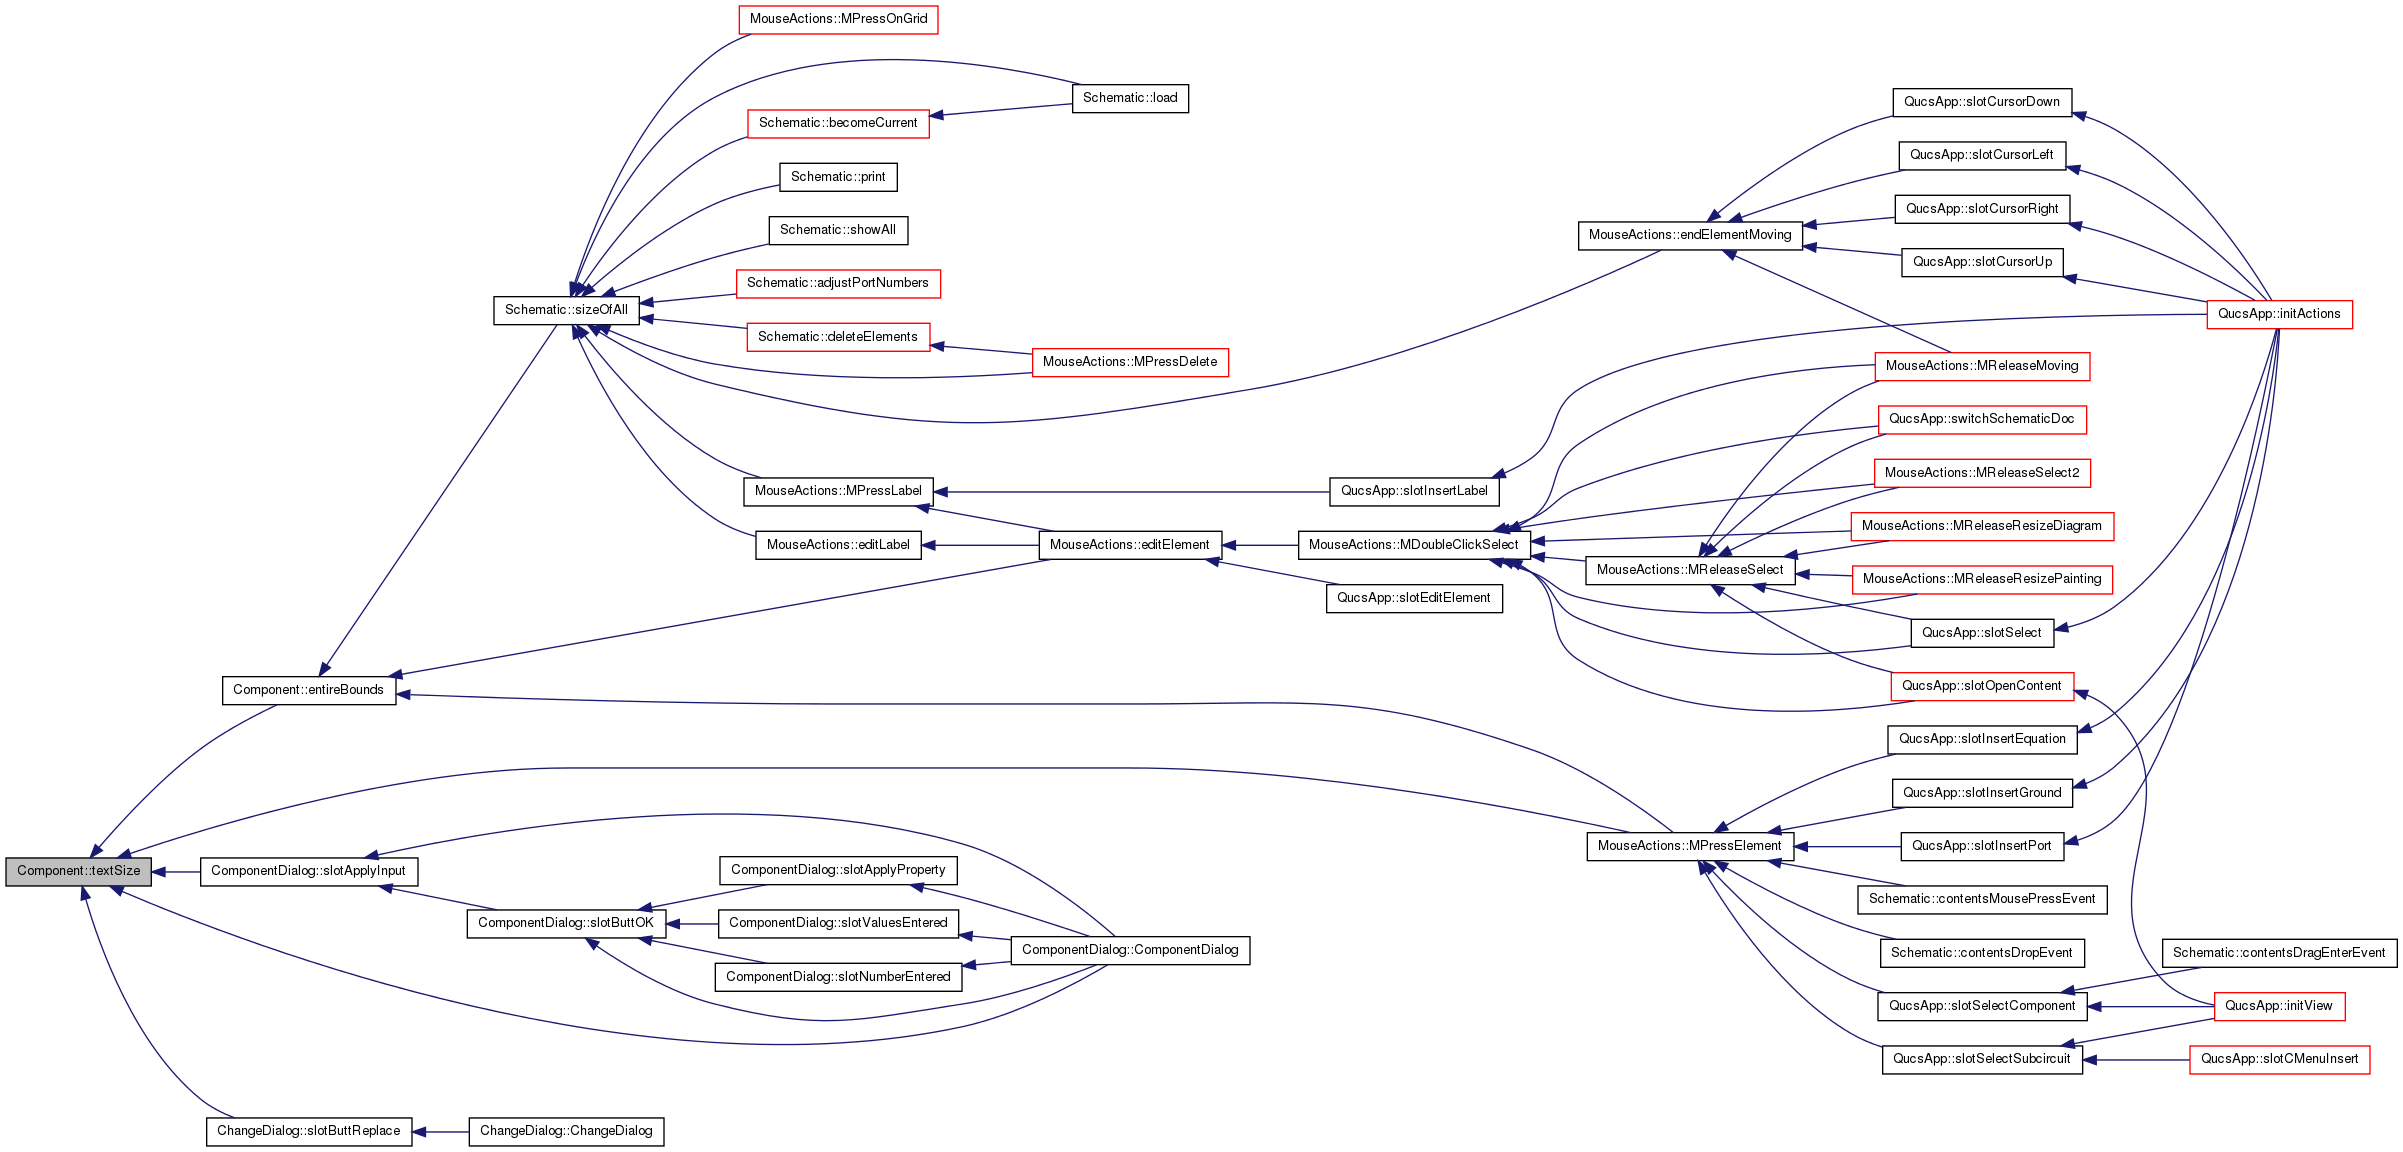 MouseActions::MPressOnGrid
Schematic::load
QucsApp::slotCursorDown
Schematic::becomeCurrent
QucsApp::slotCursorLeft
Schematic::print
QucsApp::slotCursorRight
Schematic::showAll
MouseActions::endElementMoving
QucsApp::slotCursorUp
Schematic::adjustPortNumbers
Schematic::sizeOfAll
QucsApp::initActions
Schematic::deleteElements
MouseActions::MPressDelete
MouseActions::MReleaseMoving
QucsApp::switchSchematicDoc
MouseActions::MReleaseSelect2
MouseActions::MPressLabel
QucsApp::slotInsertLabel
MouseActions::MReleaseResizeDiagram
MouseActions::editLabel
MouseActions::editElement
MouseActions::MDoubleClickSelect
MouseActions::MReleaseSelect
MouseActions::MReleaseResizePainting
QucsApp::slotEditElement
QucsApp::slotSelect
Component::entireBounds
QucsApp::slotOpenContent
QucsApp::slotInsertEquation
QucsApp::slotInsertGround
MouseActions::MPressElement
QucsApp::slotInsertPort
Component::textSize
ComponentDialog::slotApplyInput
ComponentDialog::slotApplyProperty
Schematic::contentsMousePressEvent
ComponentDialog::slotButtOK
ComponentDialog::slotValuesEntered
ComponentDialog::ComponentDialog
Schematic::contentsDropEvent
Schematic::contentsDragEnterEvent
ComponentDialog::slotNumberEntered
QucsApp::slotSelectComponent
QucsApp::initView
QucsApp::slotSelectSubcircuit
QucsApp::slotCMenuInsert
ChangeDialog::slotButtReplace
ChangeDialog::ChangeDialog